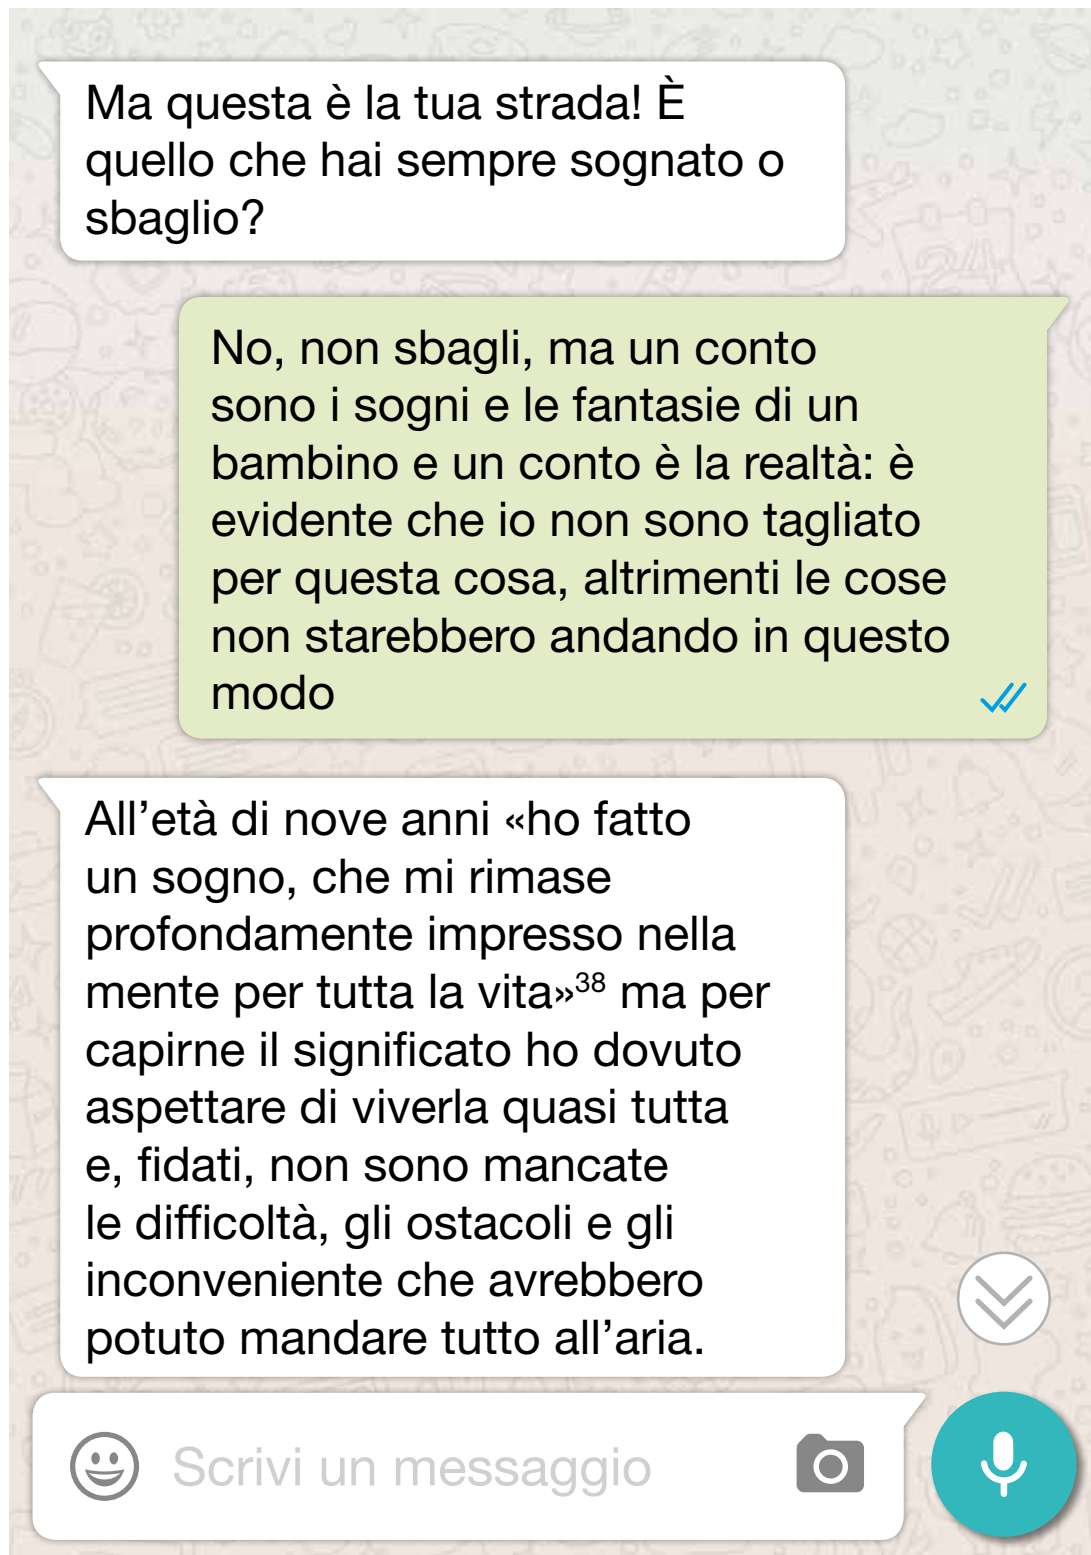 Ma questa è la tua strada! È
quello che hai sempre sognato o
sbaglio?
No, non sbagli, ma un conto
sono i sogni e le fantasie di un
bambino e un conto è la realtà: è
evidente che io non sono tagliato
per questa cosa, altrimenti le cose
non starebbero andando in questo
modo
All’età di nove anni «ho fatto
un sogno, che mi rimase
profondamente impresso nella
mente per tutta la vita»³⁸ ma per
capirne il significato ho dovuto
aspettare di viverla quasi tutta
e, fidati, non sono mancate
le difficoltà, gli ostacoli e gli
inconveniente che avrebbero
potuto mandare tutto all’aria.
Scrivi un messaggio